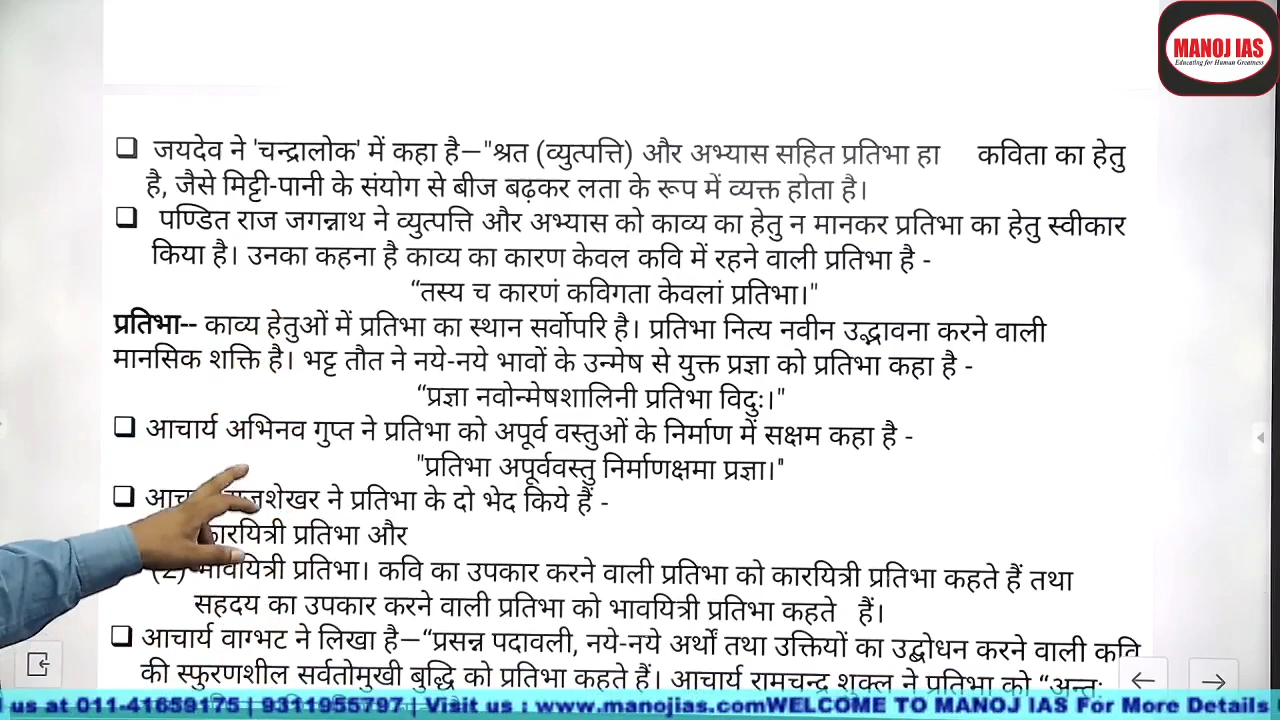 MANOJ IAS
Educating for Human Greatness
❑ जयदेव ने 'चन्द्रालोक' में कहा है—"श्रत (व्युत्पत्ति) और अभ्यास सहित प्रतिभा हा कविता का हेतु
है, जैसे मिट्टी-पानी के संयोग से बीज बढ़कर लता के रूप में व्यक्त होता है।
❑ पण्डित राज जगन्नाथ ने व्युत्पत्ति और अभ्यास को काव्य का हेतु न मानकर प्रतिभा का हेतु स्वीकार
किया है। उनका कहना है काव्य का कारण केवल कवि में रहने वाली प्रतिभा है -
“तस्य च कारणं कविगता केवलां प्रतिभा।"
प्रतिभा-- काव्य हेतुओं में प्रतिभा का स्थान सर्वोपरि है। प्रतिभा नित्य नवीन उद्भावना करने वाली
मानसिक शक्ति है। भट्ट तौत ने नये-नये भावों के उन्मेष से युक्त प्रज्ञा को प्रतिभा कहा है -
“प्रज्ञा नवोन्मेषशालिनी प्रतिभा विदुः।"
❑ आचार्य अभिनव गुप्त ने प्रतिभा को अपूर्व वस्तुओं के निर्माण में सक्षम कहा है -
"प्रतिभा अपूर्ववस्तु निर्माणक्षमा प्रज्ञा।"
❑ ने प्रतिभा के दो भेद किये हैं -
प्रतिभा और
(2) भावयित्री प्रतिभा। कवि का उपकार करने वाली प्रतिभा को कारयित्री प्रतिभा कहते हैं तथा
सहदय का उपकार करने वाली प्रतिभा को भावयित्री प्रतिभा कहते हैं।
❑ आचार्य वाग्भट ने लिखा है—“प्रसन्न पदावली, नये-नये अर्थों तथा उक्तियों का उद्बोधन करने वाली कवि
की स्फुरणशील सर्वतोमुखी बुद्धि को प्रतिभा कहते हैं। आचार्य रामचन्द्र शुक्ल ने प्रतिभा को “अन्तः
us at 011-41659175 | 9311955797 | Visit us : www.manojias.comWELCOME TO MANOJ IAS For More Details